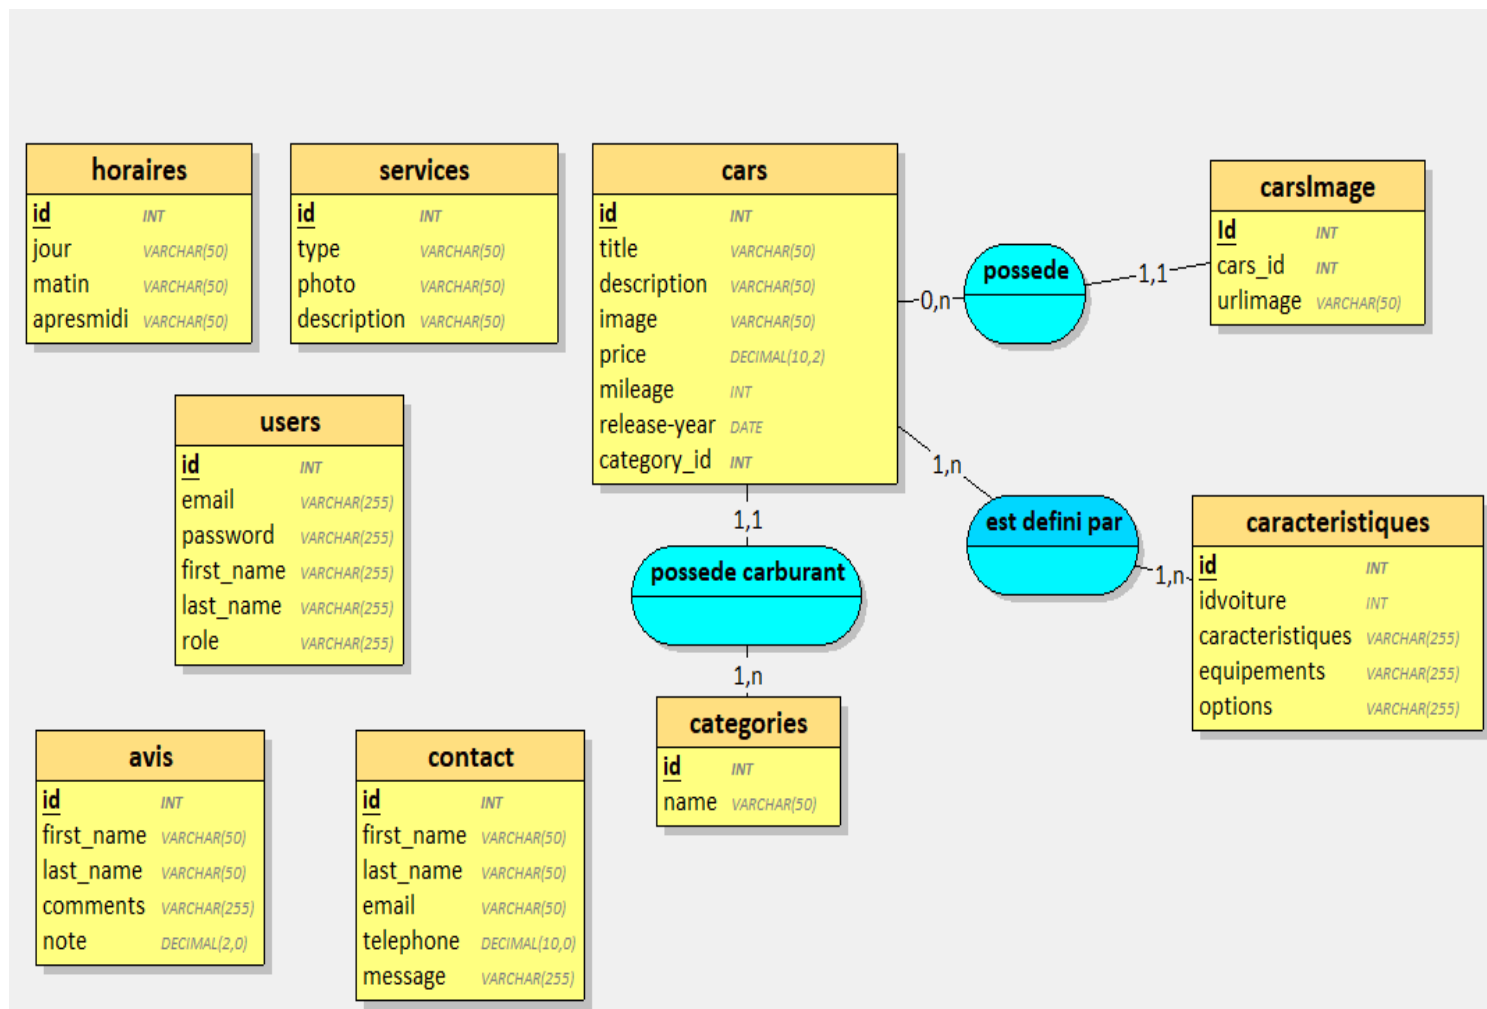 horaires
id INT
jour VARCHAR(50)
matin VARCHAR(50)
apresmidi VARCHAR(50)
services
id INT
type VARCHAR(50)
photo VARCHAR(50)
description VARCHAR(50)
cars
id INT
title VARCHAR(50)
description VARCHAR(50)
image VARCHAR(50)
price DECIMAL(10,2)
mileage INT
release-year DATE
category_id INT
0,n
possede
1,1
carsImage
Id INT
cars_id INT
urlimage VARCHAR(50)
users
id INT
email VARCHAR(255)
password VARCHAR(255)
first_name VARCHAR(255)
last_name VARCHAR(255)
role VARCHAR(255)
1,n
est defini par
1,n
caracteristiques
id INT
idvoiture INT
caracteristiques VARCHAR(255)
equipements VARCHAR(255)
options VARCHAR(255)
1,1
possede carburant
1,n
categories
id INT
name VARCHAR(50)
avis
id INT
first_name VARCHAR(50)
last_name VARCHAR(50)
comments VARCHAR(255)
note DECIMAL(2,0)
contact
id INT
first_name VARCHAR(50)
last_name VARCHAR(50)
email VARCHAR(50)
telephone DECIMAL(10,0)
message VARCHAR(255)